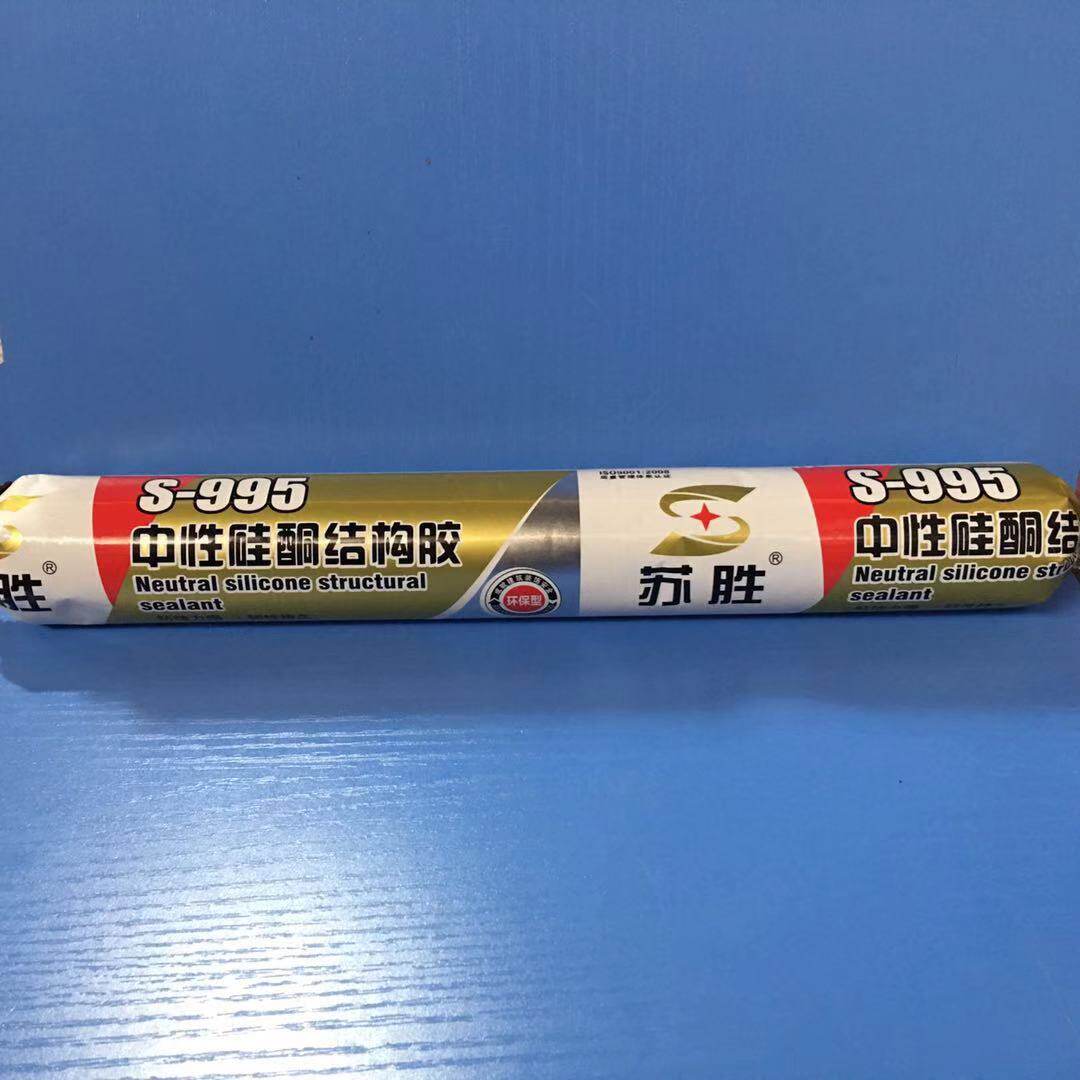 胜®
S-995
中性硅酮结构胶
Neutral silicone structural
sealant
环保型
ISO9001:2008
苏胜®
S-995
中性硅酮结
Neutral silicone
sealant